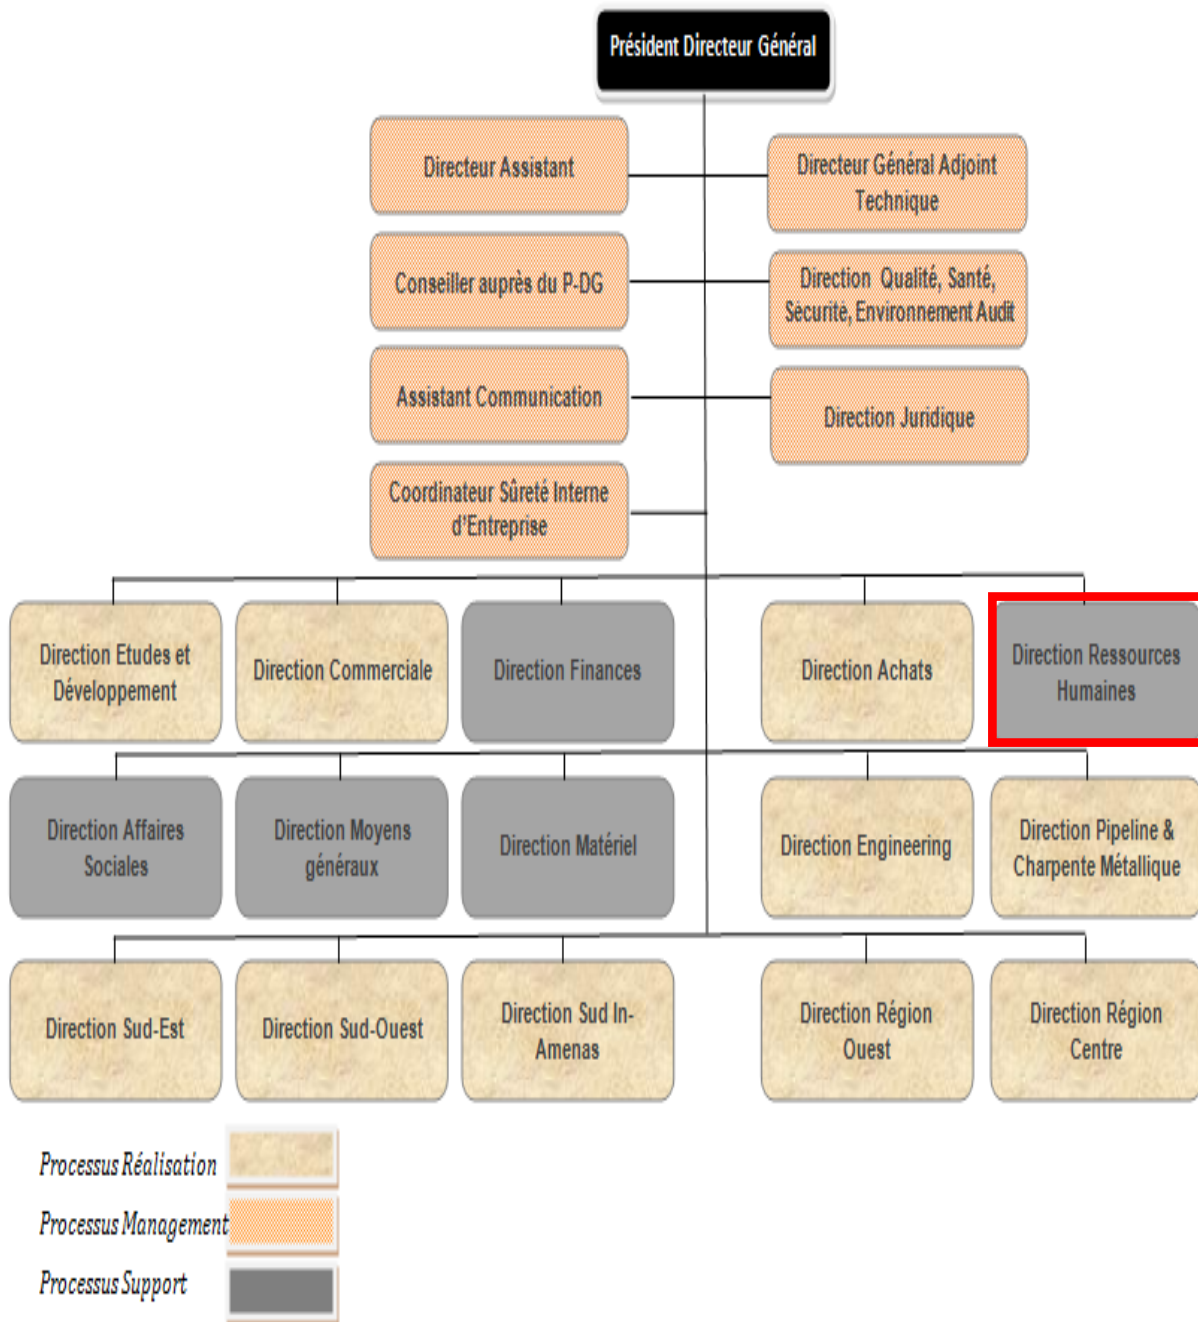 Président Directeur Général
Directeur Assistant
Directeur Général Adjoint
Technique
Conseiller auprès du P-DG
Direction Qualité, Santé,
Sécurité, Environnement Audit
Assistant Communication
Direction Juridique
Coordinateur Sûreté Interne
d'Entreprise
Direction Etudes et
Développement
Direction Commerciale
Direction Finances
Direction Achats
Direction Ressources
Humaines
Direction Affaires
Sociales
Direction Moyens
généraux
Direction Matériel
Direction Engineering
Direction Pipeline &
Charpente Métallique
Direction Sud-Est
Direction Sud-Ouest
Direction Sud In-
Amenas
Direction Région
Ouest
Direction Région
Centre
Processus Réalisation
Processus Management
Processus Support